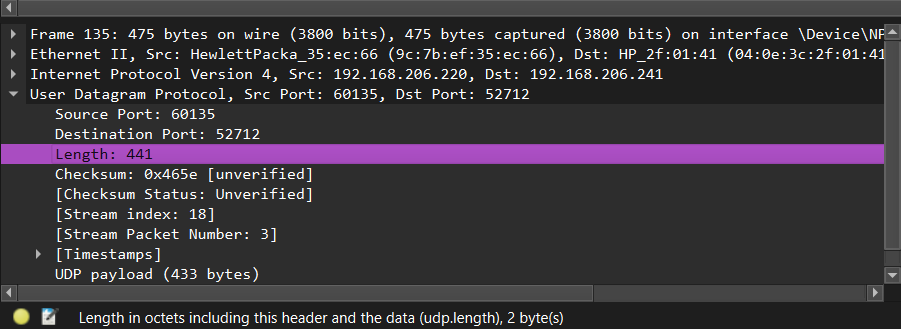 Frame 135: 475 bytes on wire (3800 bits), 475 bytes captured (3800 bits) on interface \Device\NP
Ethernet II, Src: HewlettPacka_35:ec:66 (9c:7b:ef:35:ec:66), Dst: HP_2f:01:41 (04:0e:3c:2f:01:41
Internet Protocol Version 4, Src: 192.168.206.220, Dst: 192.168.206.241
User Datagram Protocol, Src Port: 60135, Dst Port: 52712
Source Port: 60135
Destination Port: 52712
Length: 441
Checksum: 0x465e [unverified]
[Checksum Status: Unverified]
[Stream index: 18]
[Stream Packet Number: 3]
[Timestamps]
UDP payload (433 bytes)
Length in octets including this header and the data (udp.length), 2 byte(s)